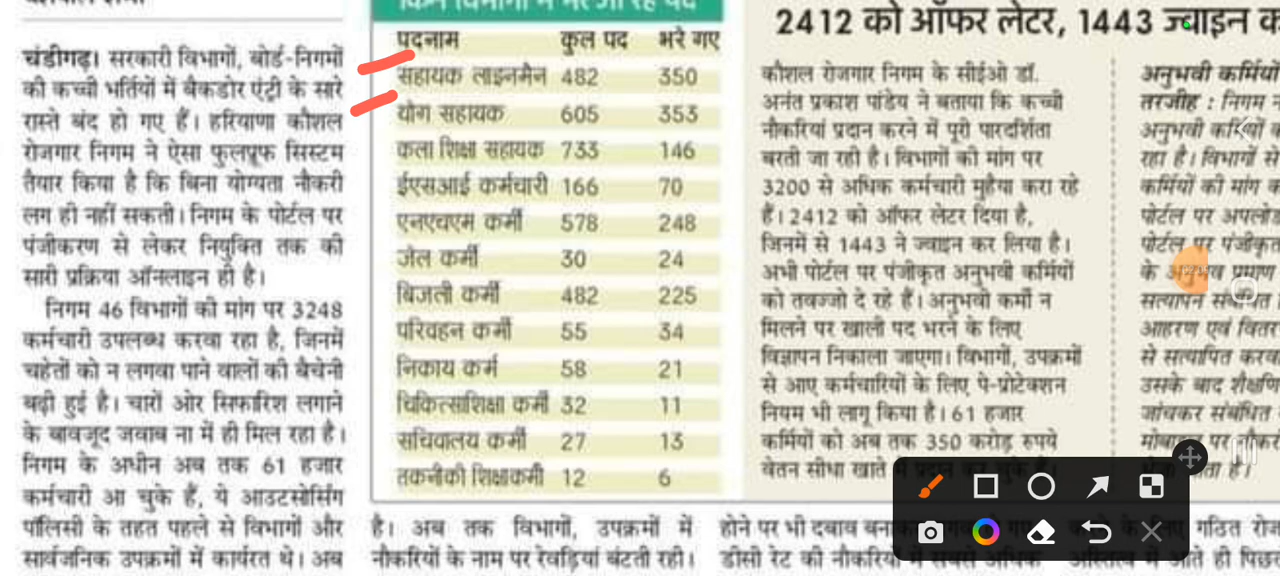 चंडीगढ़। सरकारी विभागों, बोर्ड-निगमों
की कच्ची भर्तियों में बैकडोर एंट्री के सारे
रास्ते बंद हो गए हैं। हरियाणा कौशल
रोजगार निगम ने ऐसा फुलप्रूफ सिस्टम
तैयार किया है कि बिना योग्यता नौकरी
लग ही नहीं सकती। निगम के पोर्टल पर
पंजीकरण से लेकर नियुक्ति तक की
सारी प्रक्रिया ऑनलाइन ही है।
निगम 46 विभागों की मांग पर 3248
कर्मचारी उपलब्ध करवा रहा है, जिनमें
चहेतों को न लगवा पाने वालों की बैचेनी
बढ़ी हुई है। चारों ओर सिफारिश लगाने
के बावजूद जवाब ना में ही मिल रहा है।
निगम के अधीन अब तक 61 हजार
कर्मचारी आ चुके हैं, ये आउटसोर्सिंग
पॉलिसी के तहत पहले से विभागों और
सार्वजनिक उपक्रमों में कार्यरत थे। अब
पदनाम कुल पद भरे गए
सहायक लाइनमैन 482 350
योग सहायक 605 353
कला शिक्षा सहायक 733 146
ईएसआई कर्मचारी 166 70
एनएचएम कर्मी 578 248
जेल कर्मी 30 24
बिजली कर्मी 482 225
परिवहन कर्मी 55 34
निकाय कर्म 58 21
चिकित्साशिक्षा कर्मी 32 11
सचिवालय कर्मी 27 13
तकनीकी शिक्षाकर्मी 12 6
है। अब तक विभागों, उपक्रमों में
नौकरियों के नाम पर रेवड़ियां बंटती रही।
2412 को ऑफर लेटर, 1443 ज्वाइन
कौशल रोजगार निगम के सीईओ डॉ.
अनंत प्रकाश पांडेय ने बताया कि कच्ची
नौकरियां प्रदान करने में पूरी पारदर्शिता
बरती जा रही है। विभागों की मांग पर
3200 से अधिक कर्मचारी मुहैया करा रहे
हैं। 2412 को ऑफर लेटर दिया है,
जिनमें से 1443 ने ज्वाइन कर लिया है।
अभी पोर्टल पर पंजीकृत अनुभवी कर्मियों
को तवज्जो दे रहे हैं। अनुभवी कर्मी न
मिलने पर खाली पद भरने के लिए
विज्ञापन निकाला जाएगा। विभागों, उपक्रमों
से आए कर्मचारियों के लिए पे-प्रोटेक्शन
नियम भी लागू किया है। 61 हजार
कर्मियों को अब तक 350 करोड़ रुपये
वेतन सीधा खाते में प्रदान कर चुके
होने पर भी दबाव
डीसी रेट की नौकरियों में सबसे अधिक
अनुभवी कर्मियों
तरजीह : निगम
अनुभवी कर्मियों
रहा है। विभागों से
कर्मियों की मांग
पोर्टल पर
पोर्टल पर पंजीकृत
के अनुभव प्रमाण
सत्यापन
आहरण एवं
से सत्यापित
उसके बाद
जांचकर
पर
है।
के लिए गठित
में आते ही